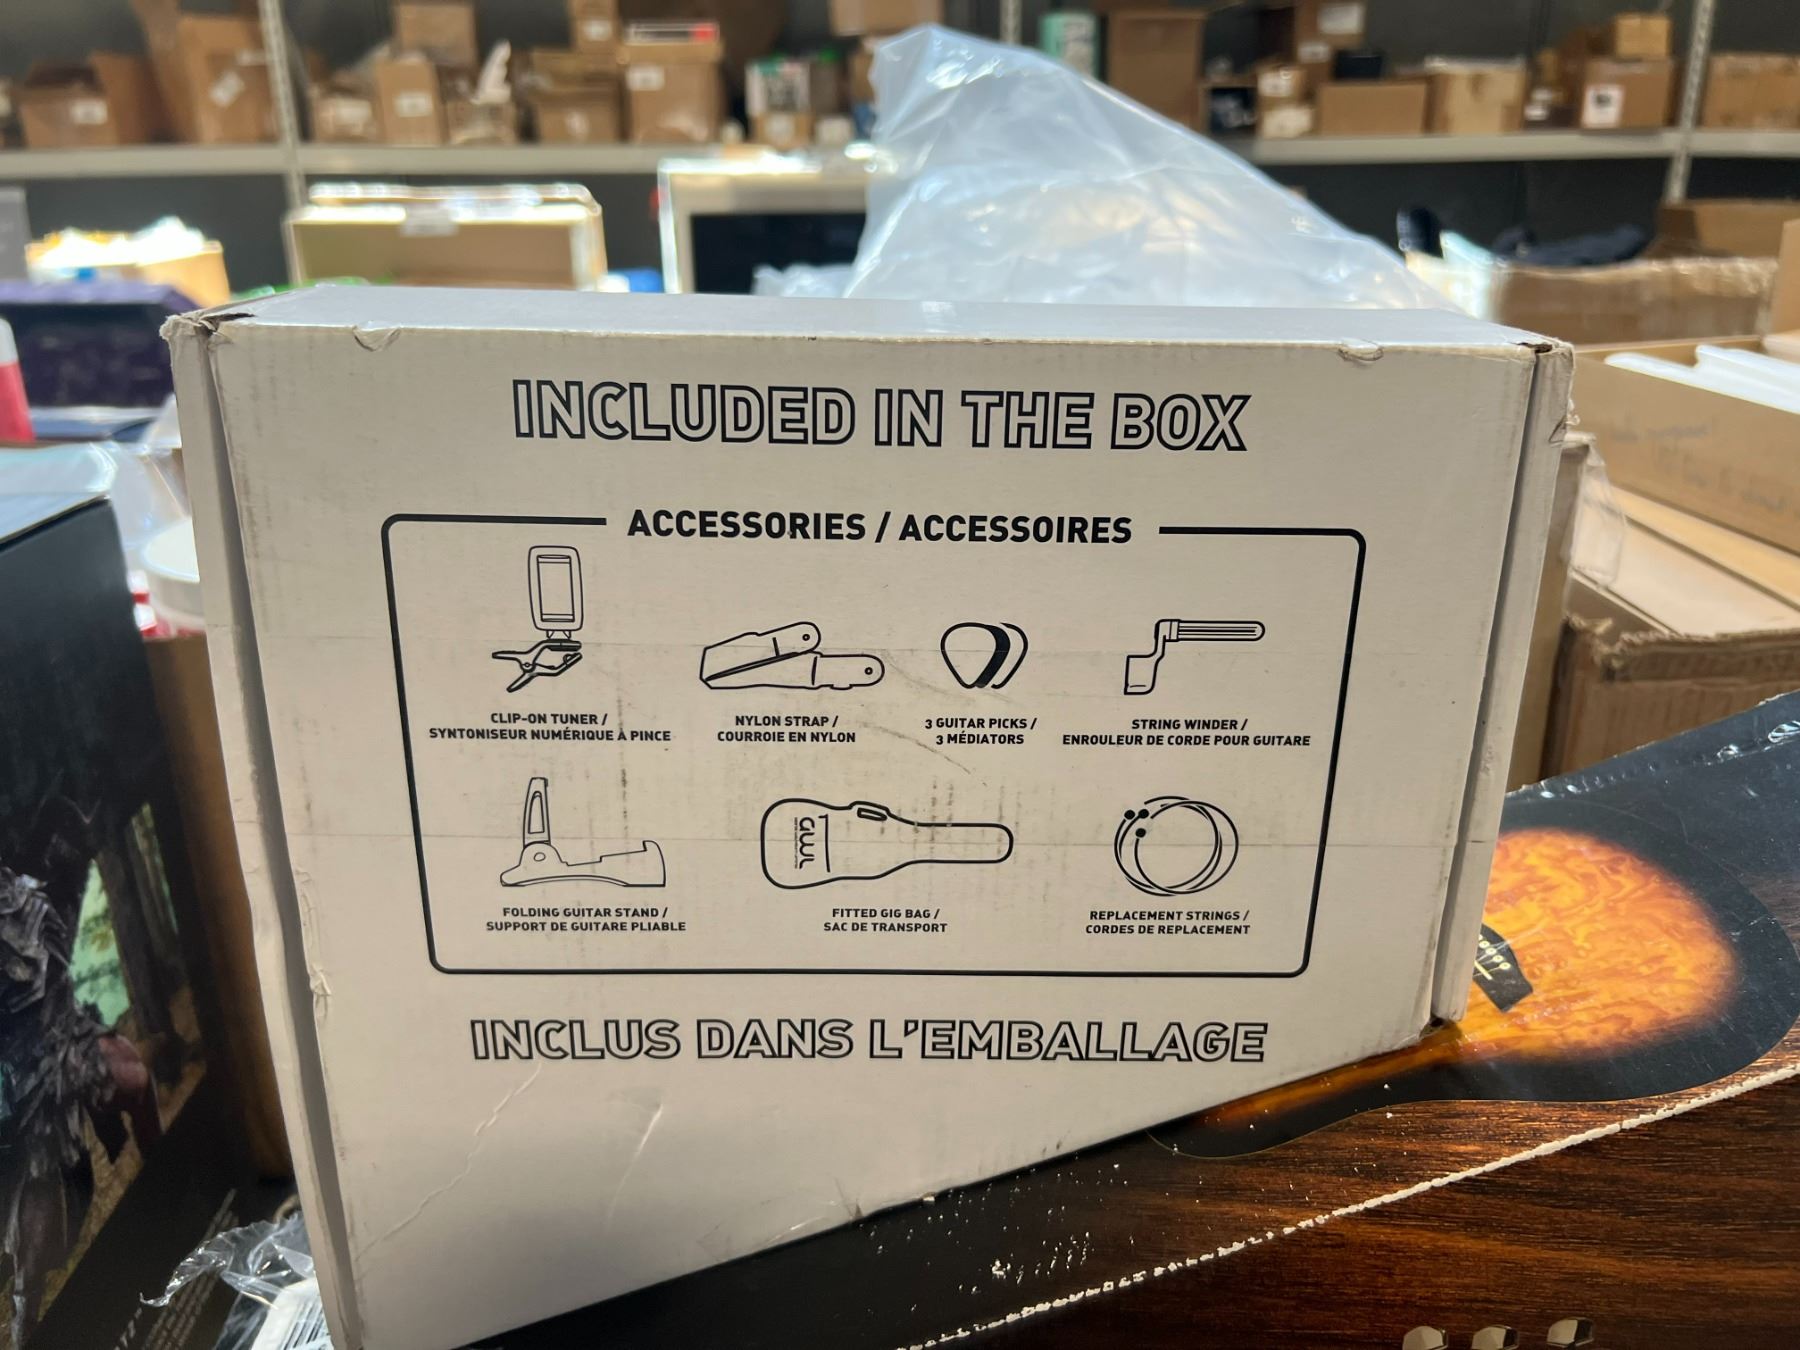 INCLUDED IN THE BOX
ACCESSORIES / ACCESSOIRES
CLIP-ON TUNER /
SYNTONISEUR NUMÉRIQUE À PINCE
NYLON STRAP /
COURROIE EN NYLON
3 GUITAR PICKS /
3 MÉDIATORS
STRING WINDER /
ENROULEUR DE CORDE POUR GUITARE
FOLDING GUITAR STAND /
SUPPORT DE GUITARE PLIABLE
FITTED GIG BAG /
SAC DE TRANSPORT
REPLACEMENT STRINGS /
CORDES DE REPLACEMENT
INCLUS DANS L'EMBALLAGE